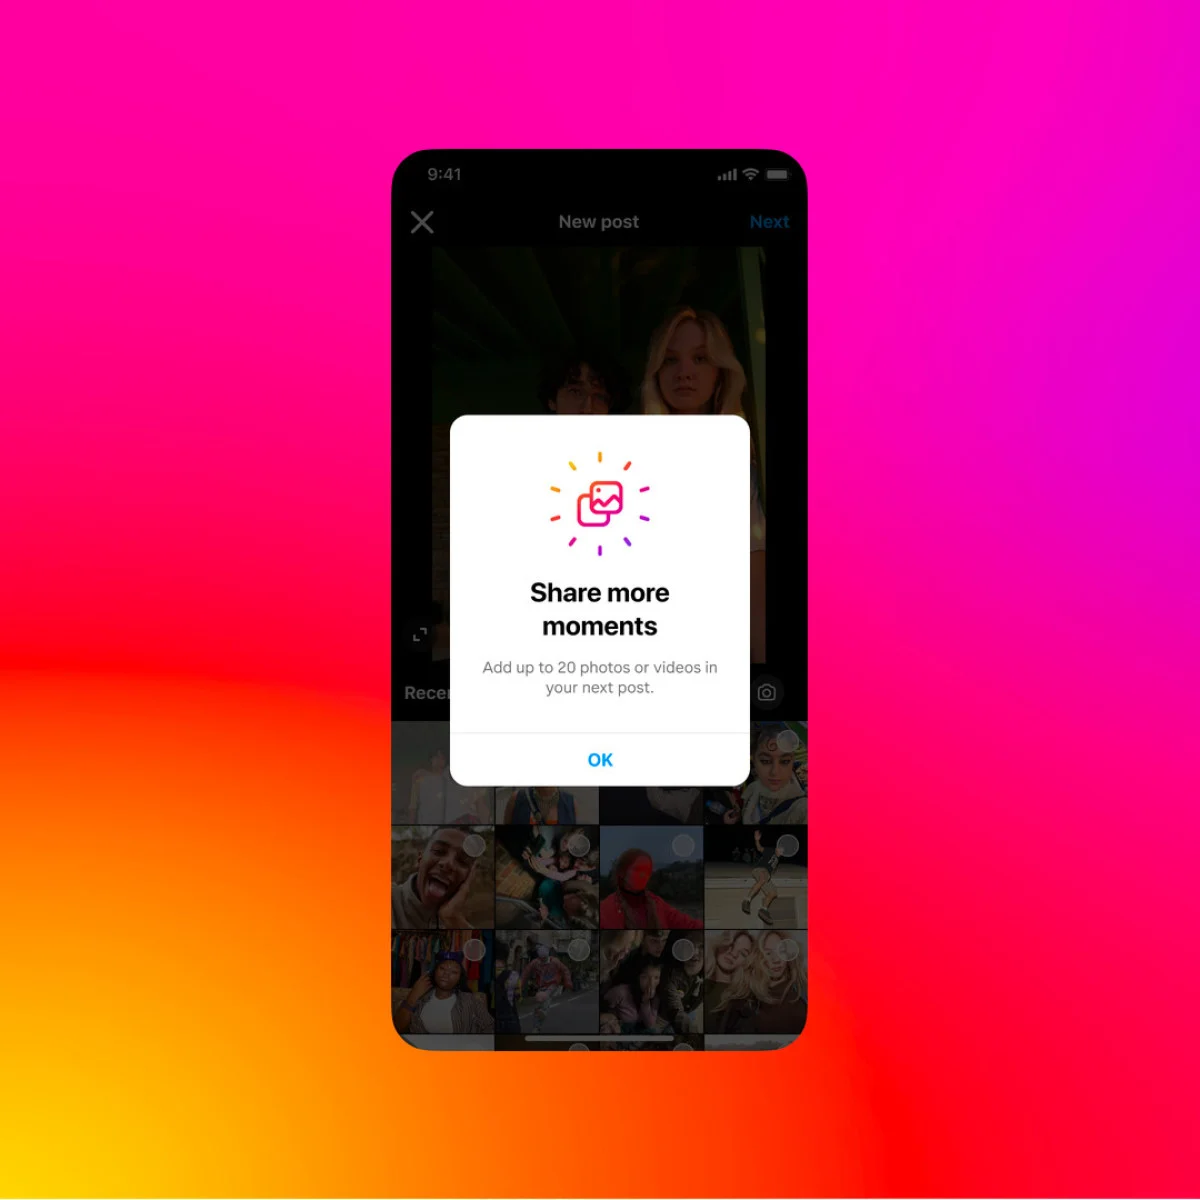 9:41
New post
Next
Share more
moments
Add up to 20 photos or videos in
your next post.
Recen
OK